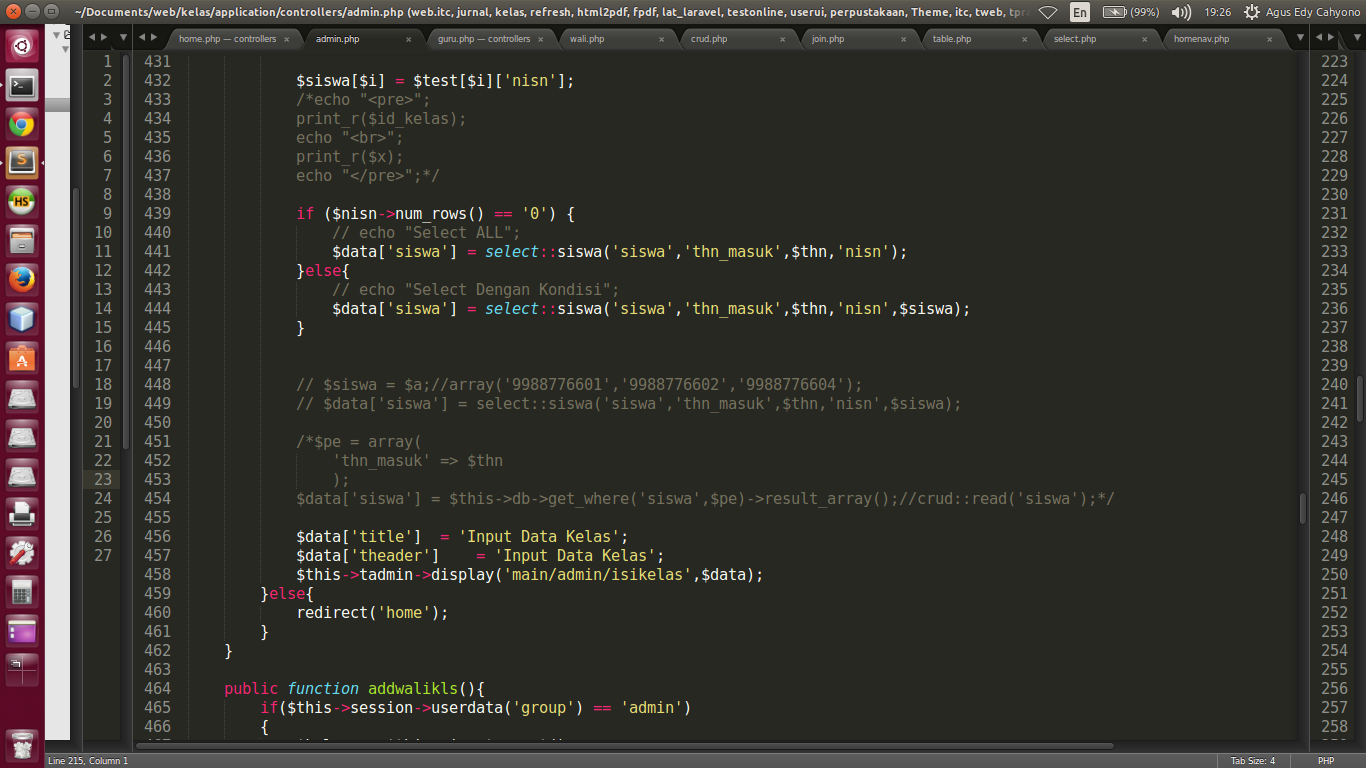 ~/Documents/web/kelas/application/controllers/admin.php (web.itc, jurnal, kelas, refresh, html2pdf, fpdf, lat_laravel, testonline, userui, perpustakaan, Theme, itc, tweb,
En (99%) 19:26 Agus Edy Cahyono
home.php — controllers × admin.php × guru.php — controllers × wali.php × crud.php × join.php × table.php × select.php × homenav.php ×
1 431 223
2 432 $siswa[$i] = $test[$i]['nisn']; 224
3 433 /*echo "<pre>"; 225
4 434 print_r($id_kelas); 226
5 435 echo "<br>"; 227
6 436 print_r($x); 228
7 437 echo "</pre>";*/ 229
8 438 230
9 439 if ($nisn->num_rows() == '0') { 231
10 440 // echo "Select ALL"; 232
11 441 $data['siswa'] = select::siswa('siswa','thn_masuk',$thn,'nisn'); 233
12 442 }else{ 234
13 443 // echo "Select Dengan Kondisi"; 235
14 444 $data['siswa'] = select::siswa('siswa','thn_masuk',$thn,'nisn',$siswa); 236
15 445 } 237
16 446 238
17 447 239
18 448 // $siswa = $a;//array('9988776601','9988776602','9988776604'); 240
19 449 // $data['siswa'] = select::siswa('siswa','thn_masuk',$thn,'nisn',$siswa); 241
20 450 242
21 451 /*$pe = array( 243
22 452 'thn_masuk' => $thn 244
23 453 ); 245
24 454 $data['siswa'] = $this->db->get_where('siswa',$pe)->result_array();//crud::read('siswa');*/ 246
25 455 247
26 456 $data['title'] = 'Input Data Kelas'; 248
27 457 $data['theader'] = 'Input Data Kelas'; 249
458 $this->tadmin->display('main/admin/isikelas',$data); 250
459 }else{ 251
460 redirect('home'); 252
461 } 253
462 } 254
463 255
464 public function addwalikls(){ 256
465 if($this->session->userdata('group') == 'admin') 257
466 { 258
Line 215, Column 1 Tab Size: 4 PHP